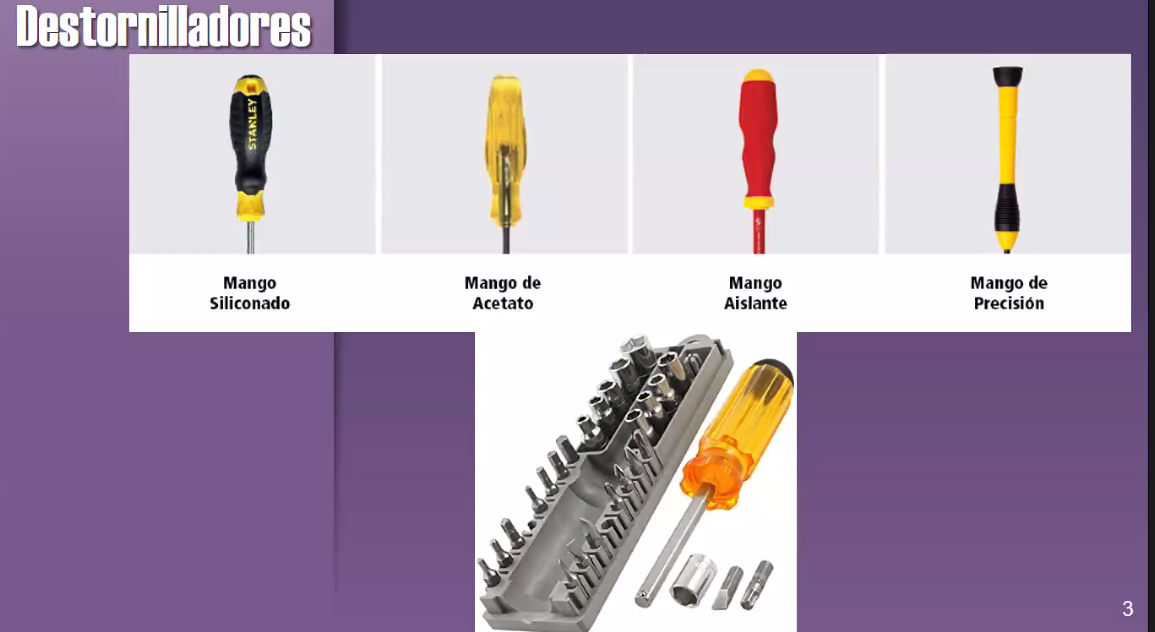 Destornilladores
STANLEY
Mango
Siliconado
Mango de
Acetato
Mango
Aislante
Mango de
Precisión
3